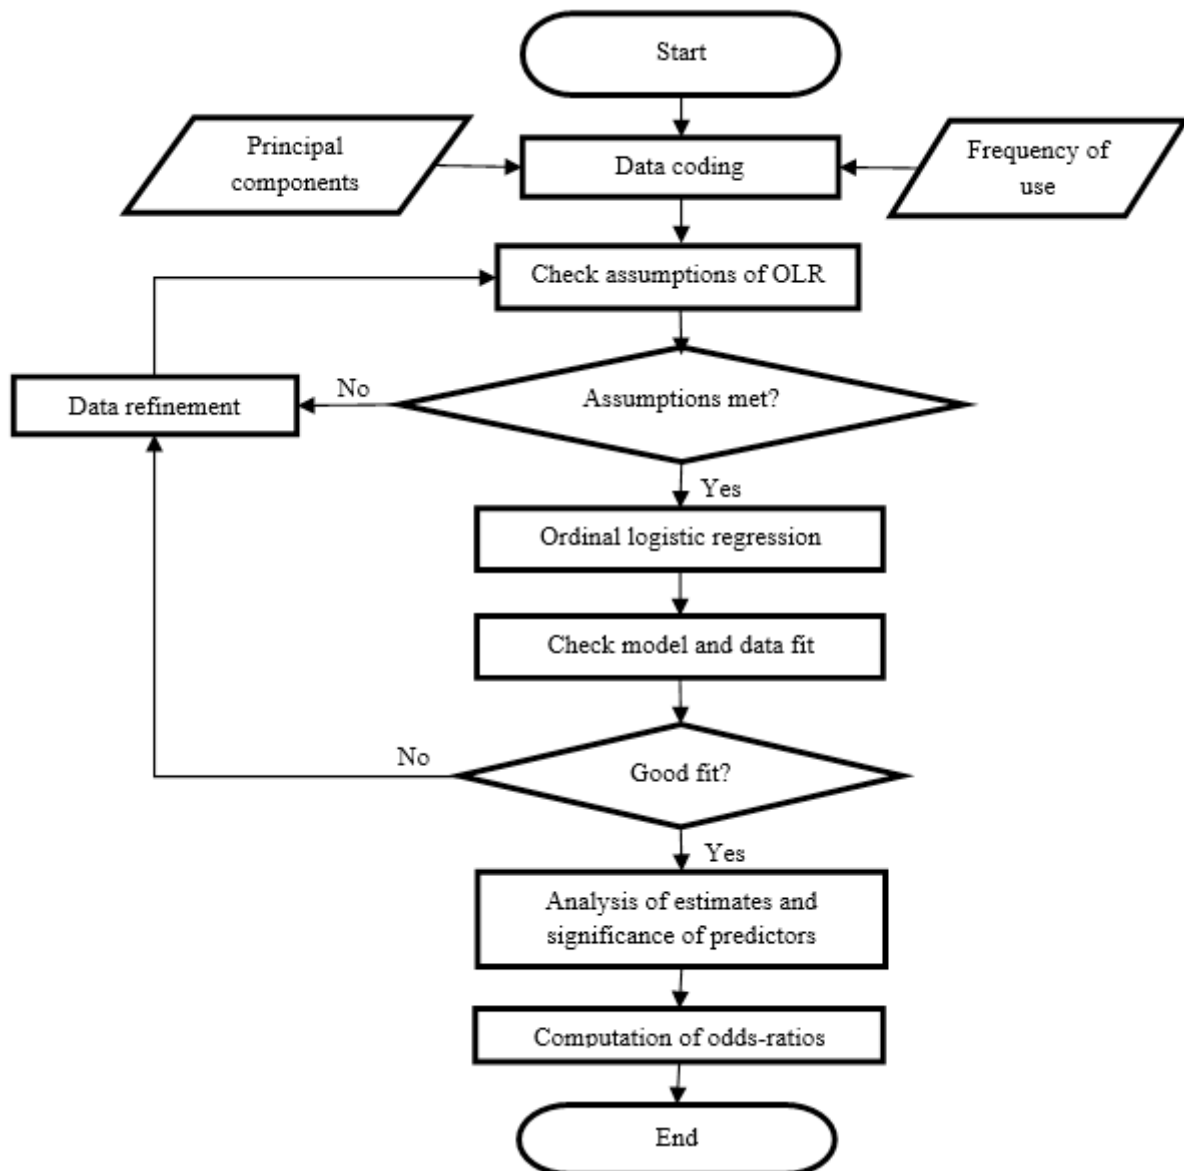 Start
Principal
components
Data coding
Frequency of
use
Check assumptions of OLR
No
Data refinement
Assumptions met?
Yes
Ordinal logistic regression
Check model and data fit
No
Good fit?
Yes
Analysis of estimates and
significance of predictors
Computation of odds-ratios
End